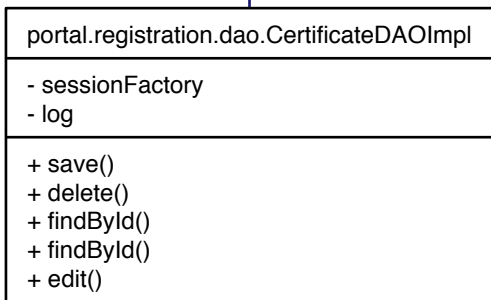 portal.registration.dao.CertificateDAOImpl
- sessionFactory
- log
+ save()
+ delete()
+ findById()
+ findById()
+ edit()